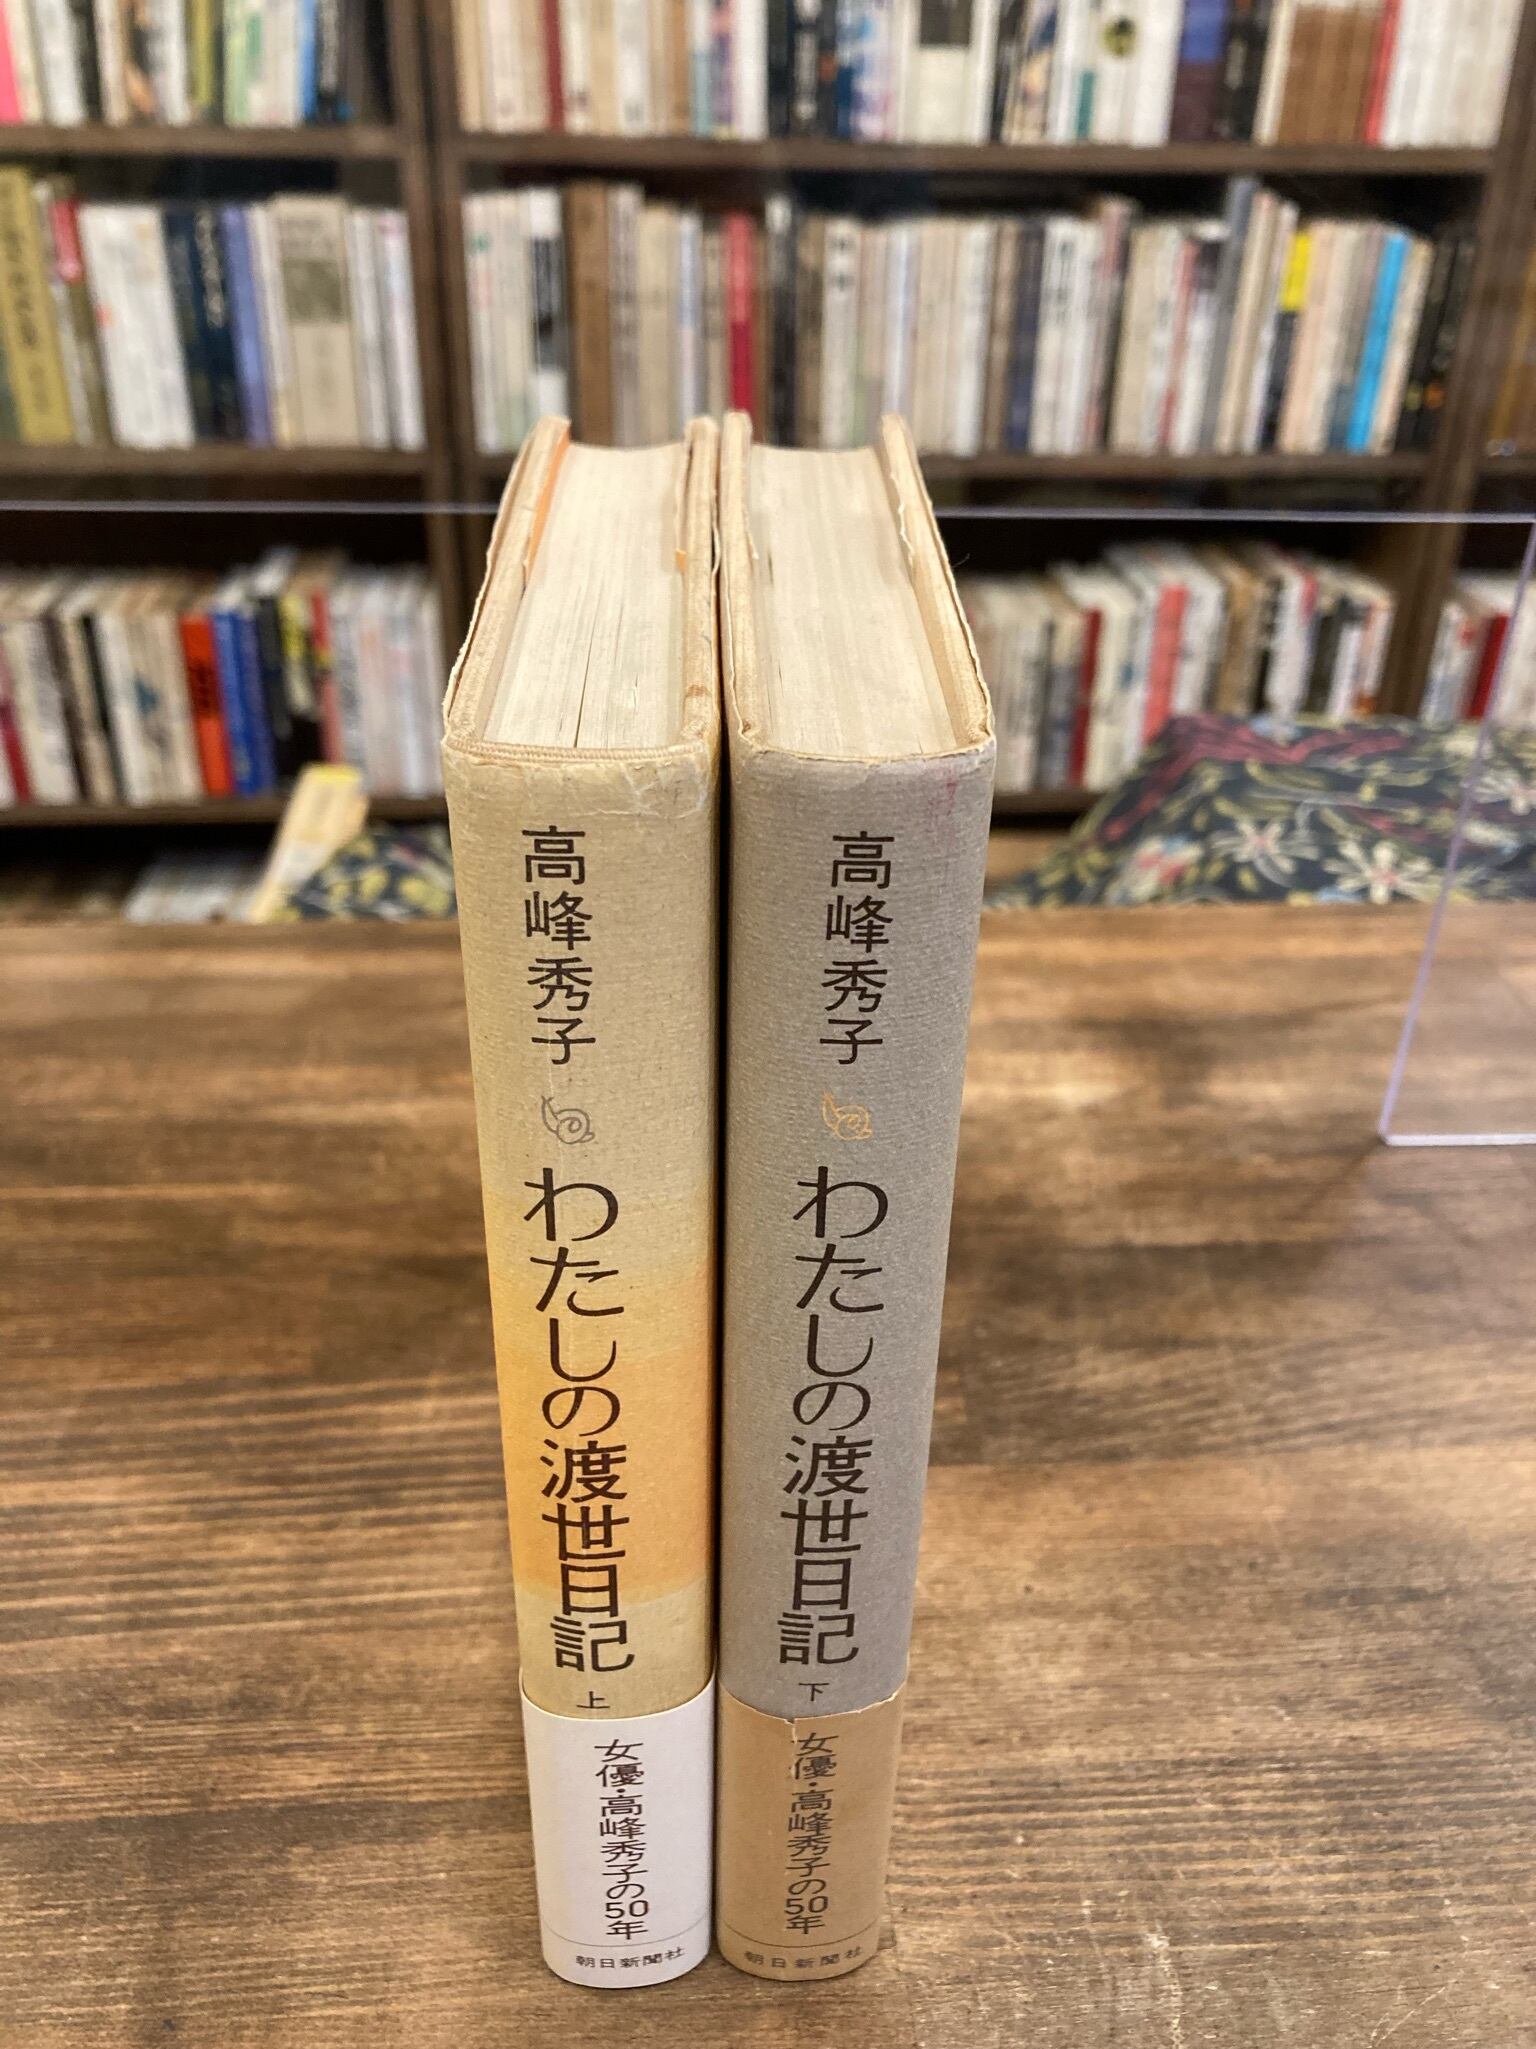 高峰秀子
わたしの渡世日記
上
女優・高峰秀子の50年
朝日新聞社
高峰秀子
わたしの渡世日記
下
女優・高峰秀子の50年
朝日新聞社